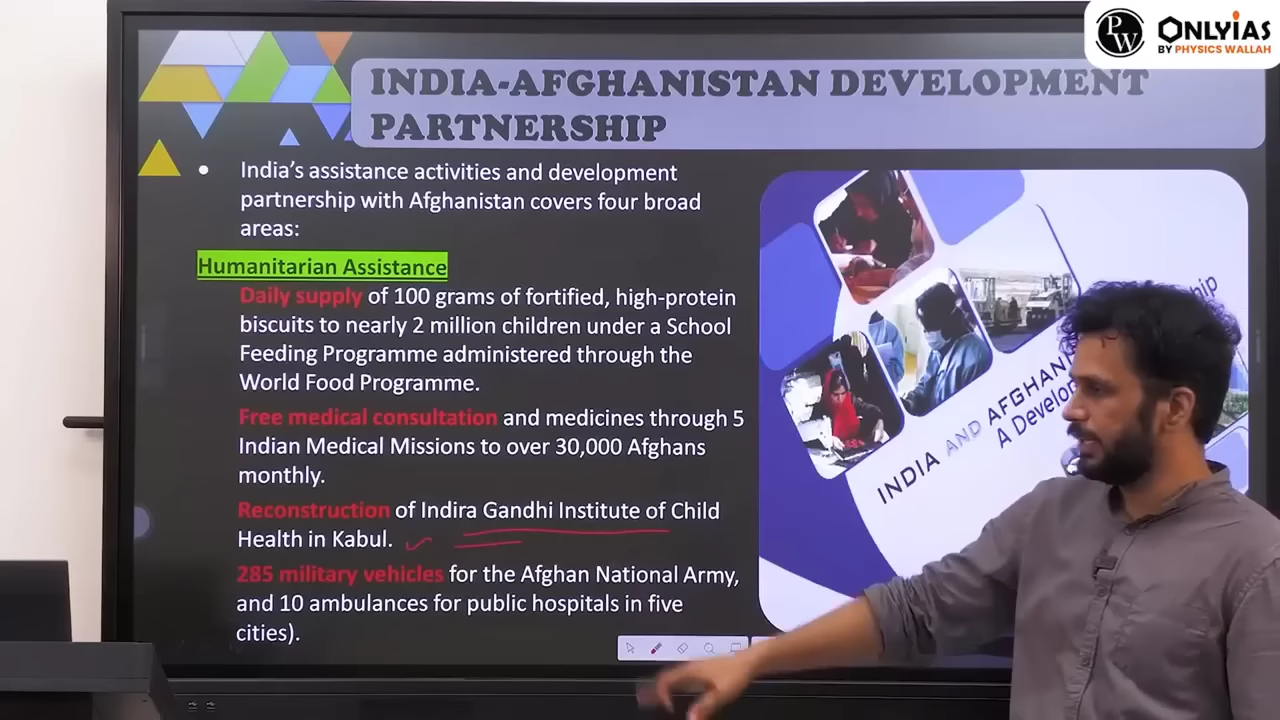 PW
ONLYIAS
BY PHYSICS WALLAH
INDIA-AFGHANISTAN DEVELOPMENT
PARTNERSHIP
• India's assistance activities and development
partnership with Afghanistan covers four broad
areas:
Humanitarian Assistance
Daily supply of 100 grams of fortified, high-protein
biscuits to nearly 2 million children under a School
Feeding Programme administered through the
World Food Programme.
Free medical consultation and medicines through 5
Indian Medical Missions to over 30,000 Afghans
monthly.
Reconstruction of Indira Gandhi Institute of Child
Health in Kabul.
285 military vehicles for the Afghan National Army,
and 10 ambulances for public hospitals in five
cities).
INDIA AND AFGHAN
A Develo
hip